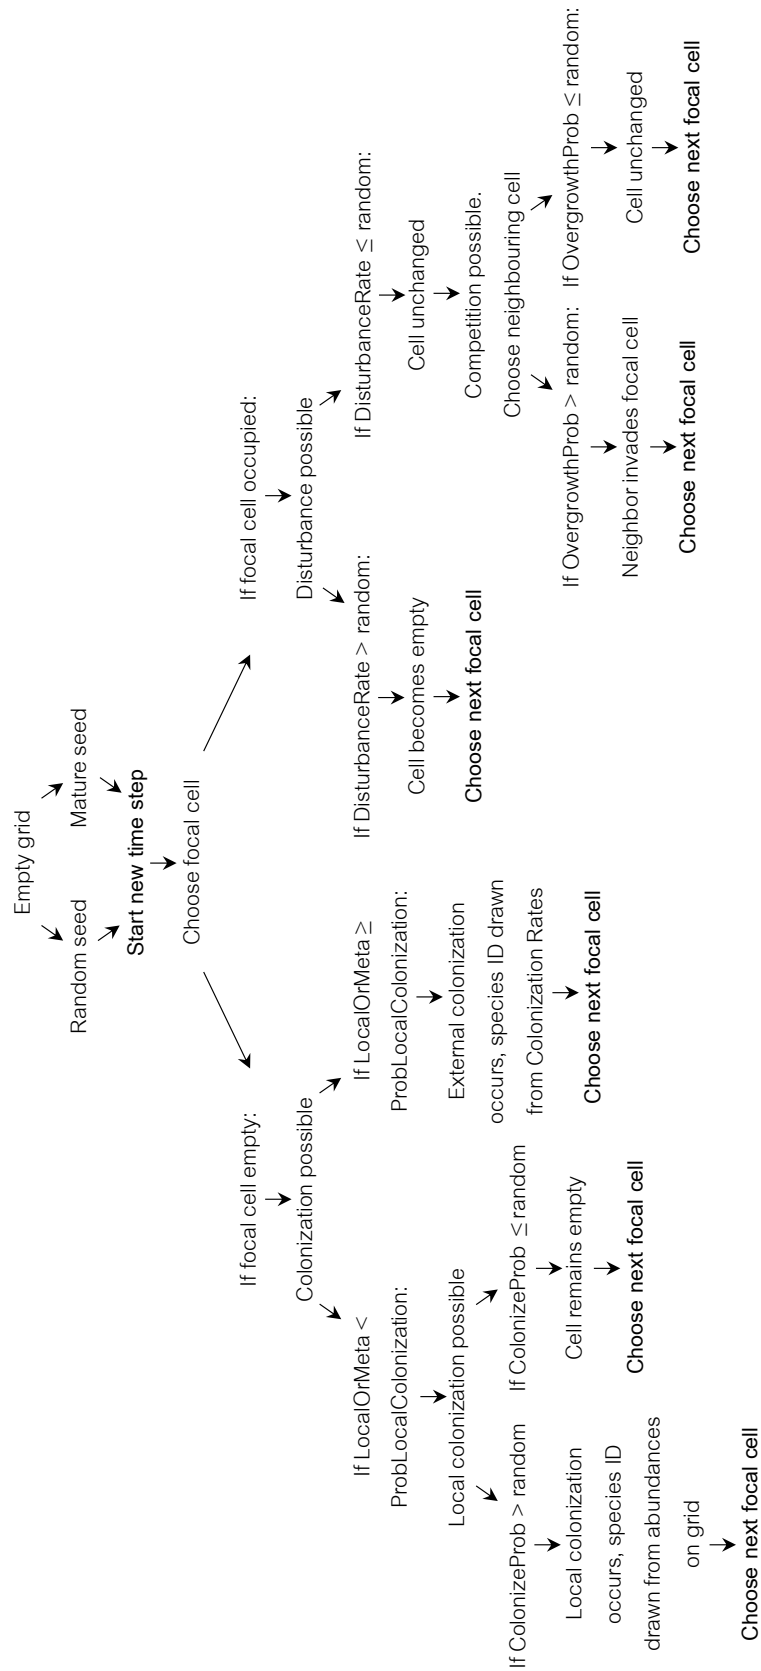 Empty grid
Random seed
Mature seed
Start new time step
Choose focal cell
If focal cell empty:
Colonization possible
If LocalOrMeta <
ProbLocalColonization:
Local colonization possible
If ColonizeProb > random
Local colonization
occurs, species ID
drawn from abundances
on grid
Choose next focal cell
If ColonizeProb ≤ random
Cell remains empty
Choose next focal cell
If LocalOrMeta ≥
ProbLocalColonization:
External colonization
occurs, species ID drawn
from Colonization Rates
Choose next focal cell
If focal cell occupied:
Disturbance possible
If DisturbanceRate > random:
Cell becomes empty
Choose next focal cell
If DisturbanceRate ≤ random:
Cell unchanged
Competition possible.
Choose neighbouring cell
If OvergrowthProb > random:
Neighbor invades focal cell
Choose next focal cell
If OvergrowthProb ≤ random:
Cell unchanged
Choose next focal cell